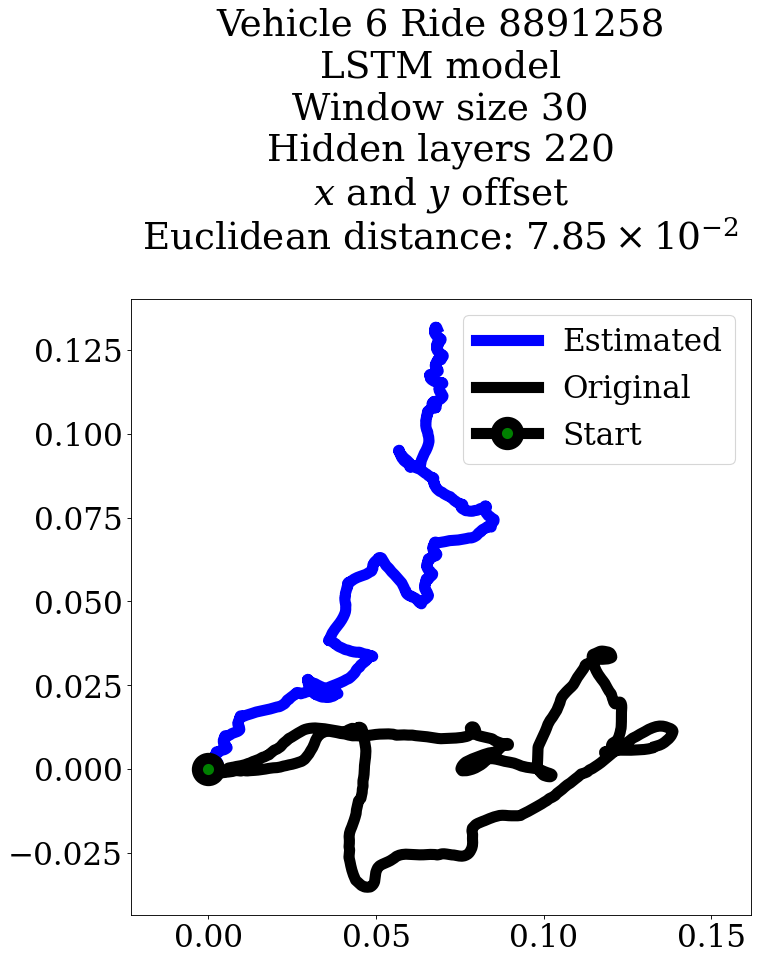 Vehicle 6 Ride 8891258
LSTM model
Window size 30
Hidden layers 220
x and y offset
Euclidean distance: 7.85 × 10⁻²
Estimated
Original
Start
0.125
0.100
0.075
0.050
0.025
0.000
−0.025
0.00 0.05 0.10 0.15